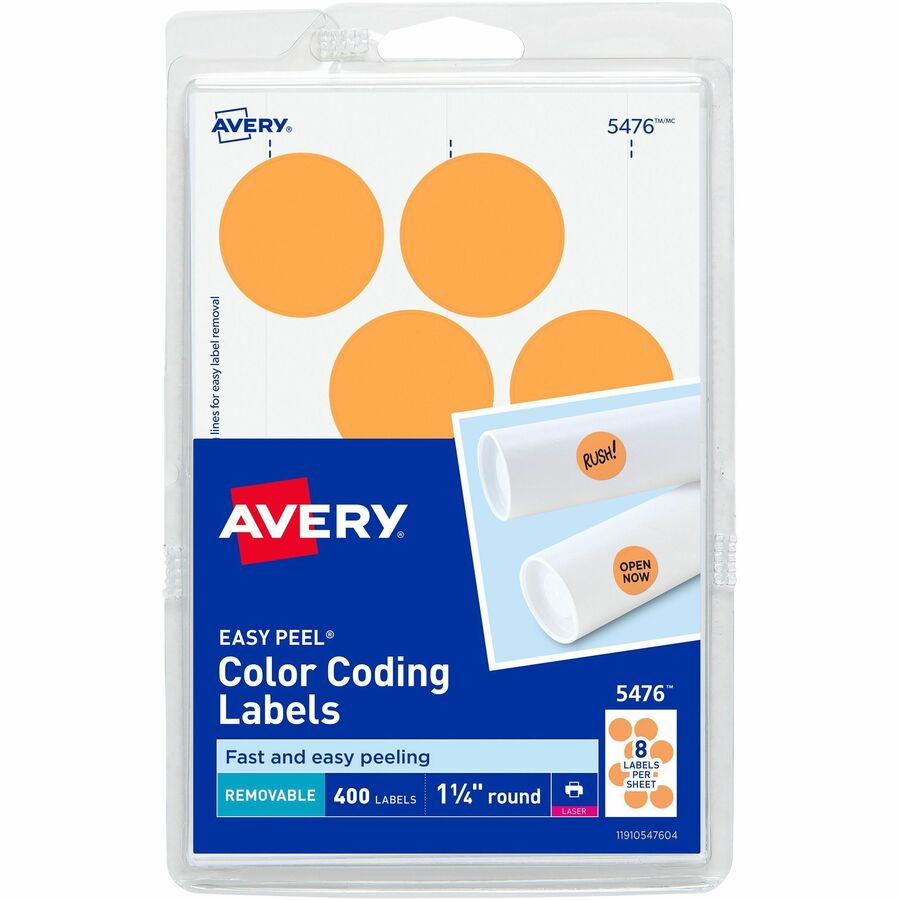 AVERY®
5476™/MC
lines for easy label removal
RUSH!
OPEN
NOW
AVERY®
EASY PEEL®
Color Coding
Labels
Fast and easy peeling
REMOVABLE
400 LABELS
1¼" round
LASER
5476™
8
LABELS
PER
SHEET
11910547604